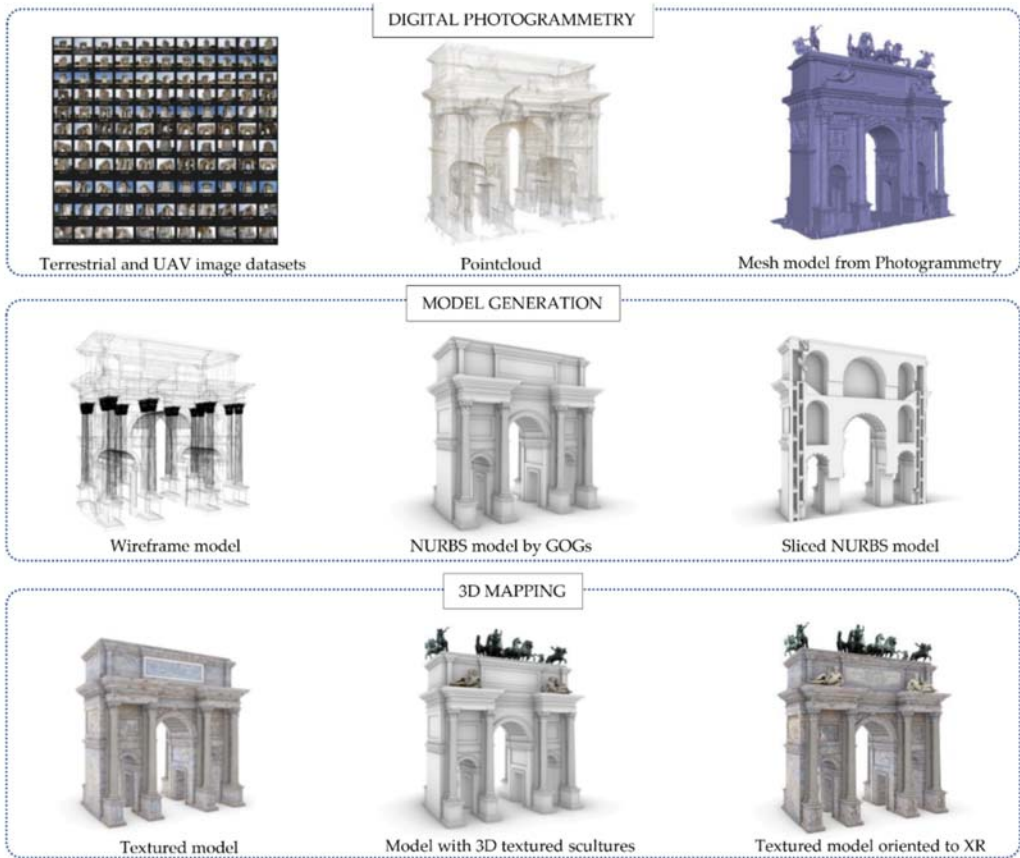 DIGITAL PHOTOGRAMMETRY
Terrestrial and UAV image datasets
Pointcloud
Mesh model from Photogrammetry
MODEL GENERATION
Wireframe model
NURBS model by GOGs
Sliced NURBS model
3D MAPPING
Textured model
Model with 3D textured scultures
Textured model oriented to XR